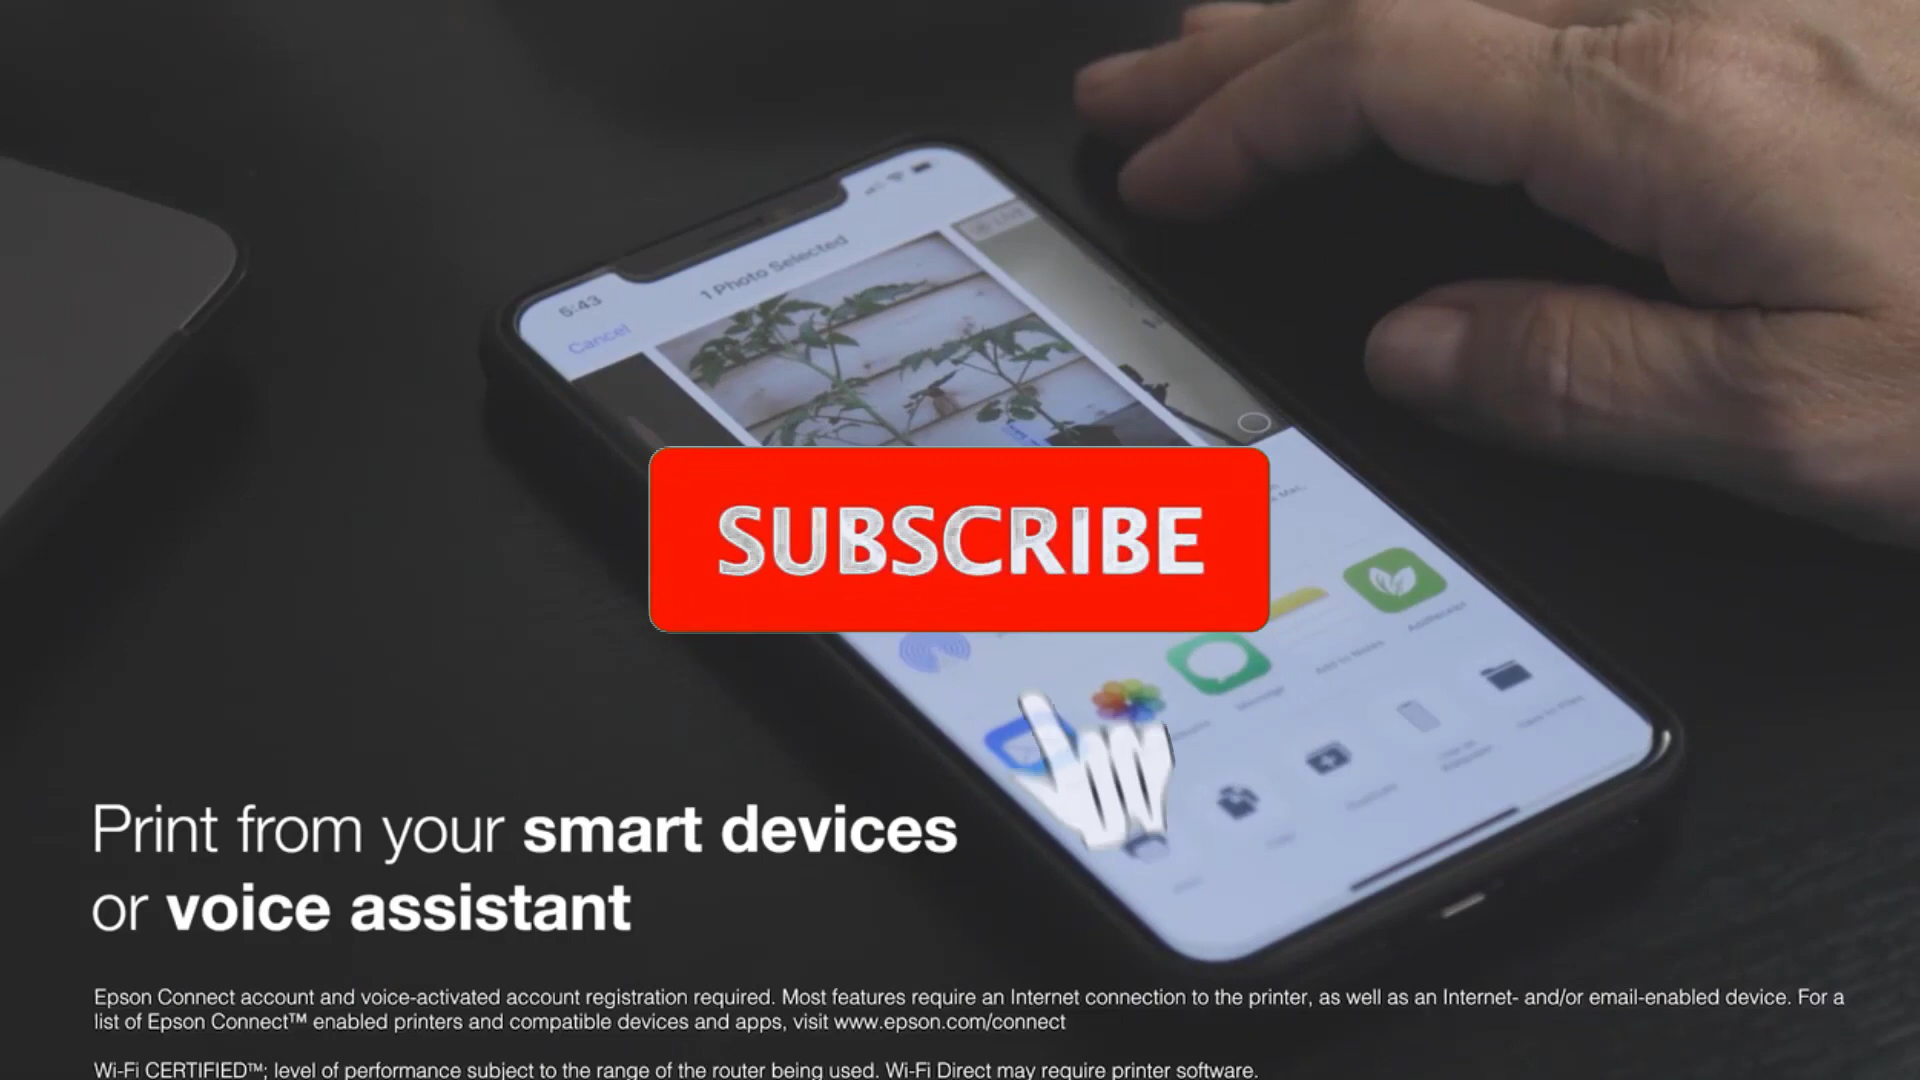 5:43
1 Photo Selected
Cancel
LIVE
SUBSCRIBE
Print from your smart devices
or voice assistant
Epson Connect account and voice-activated account registration required. Most features require an Internet connection to the printer, as well as an Internet- and/or email-enabled device. For a
list of Epson Connect™ enabled printers and compatible devices and apps, visit www.epson.com/connect
Wi-Fi CERTIFIED™; level of performance subject to the range of the router being used. Wi-Fi Direct may require printer software.